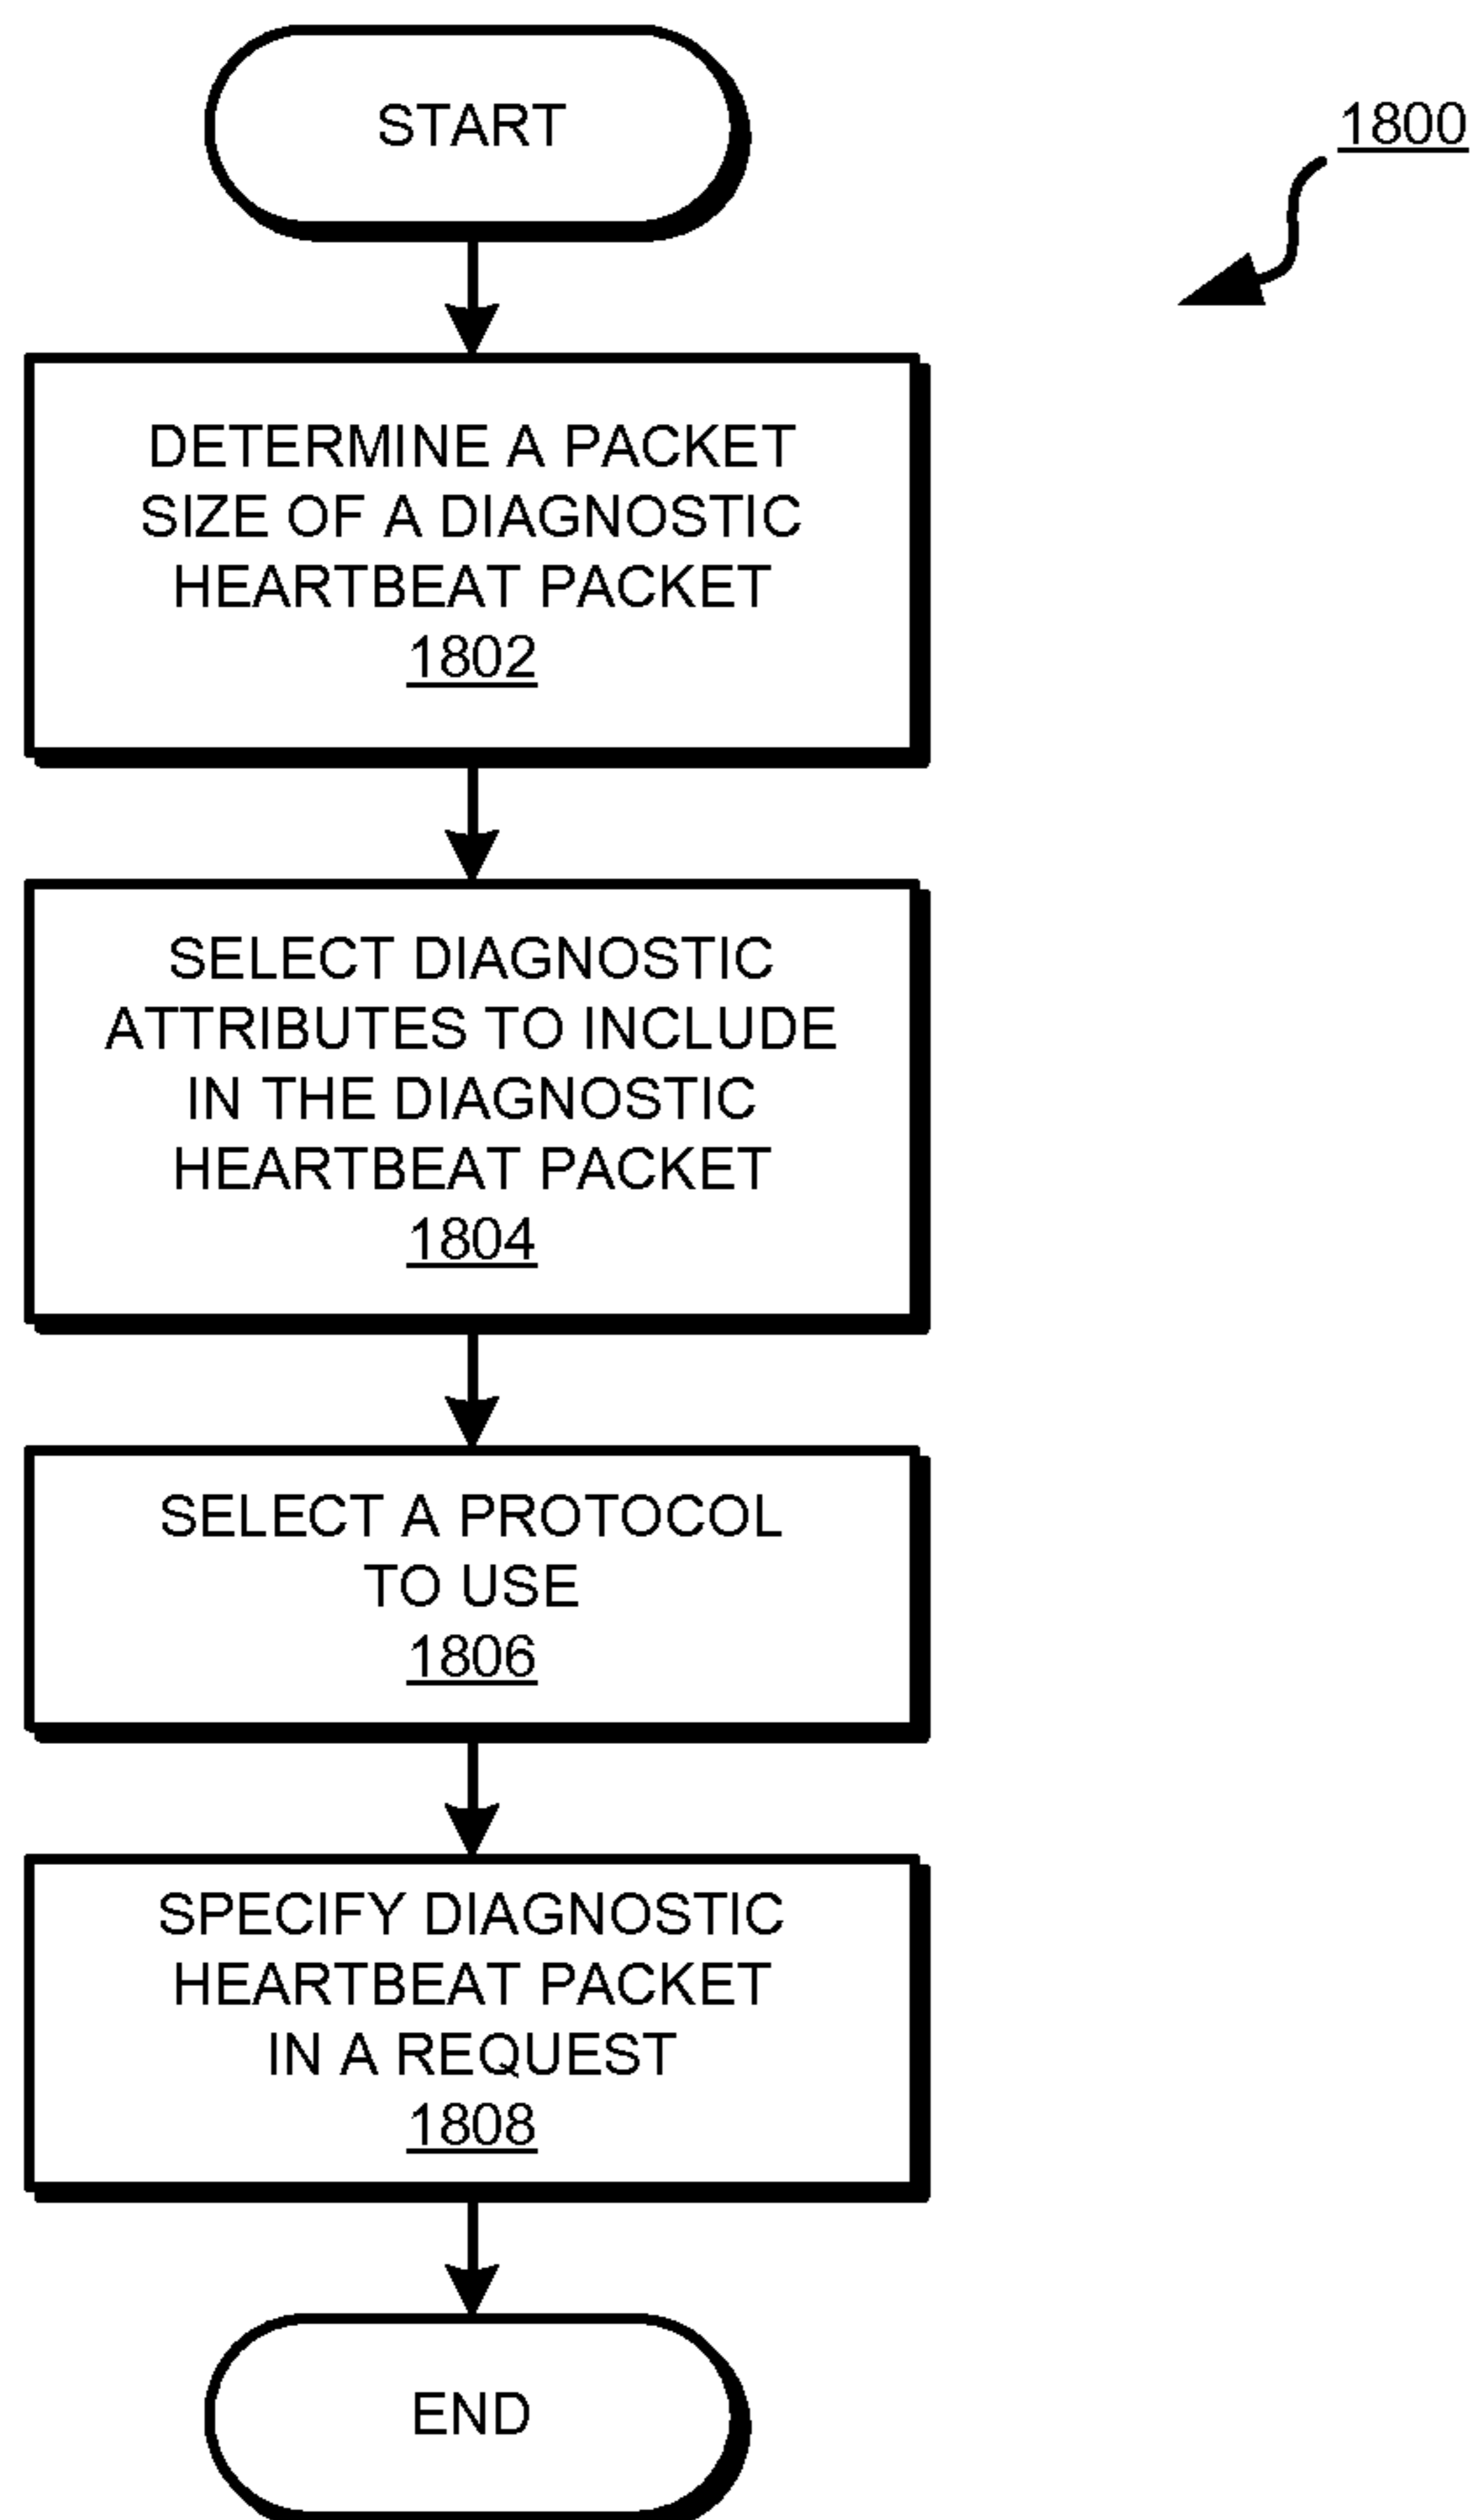 START
1800
DETERMINE A PACKET
SIZE OF A DIAGNOSTIC
HEARTBEAT PACKET
1802
SELECT DIAGNOSTIC
ATTRIBUTES TO INCLUDE
IN THE DIAGNOSTIC
HEARTBEAT PACKET
1804
SELECT A PROTOCOL
TO USE
1806
SPECIFY DIAGNOSTIC
HEARTBEAT PACKET
IN A REQUEST
1808
END